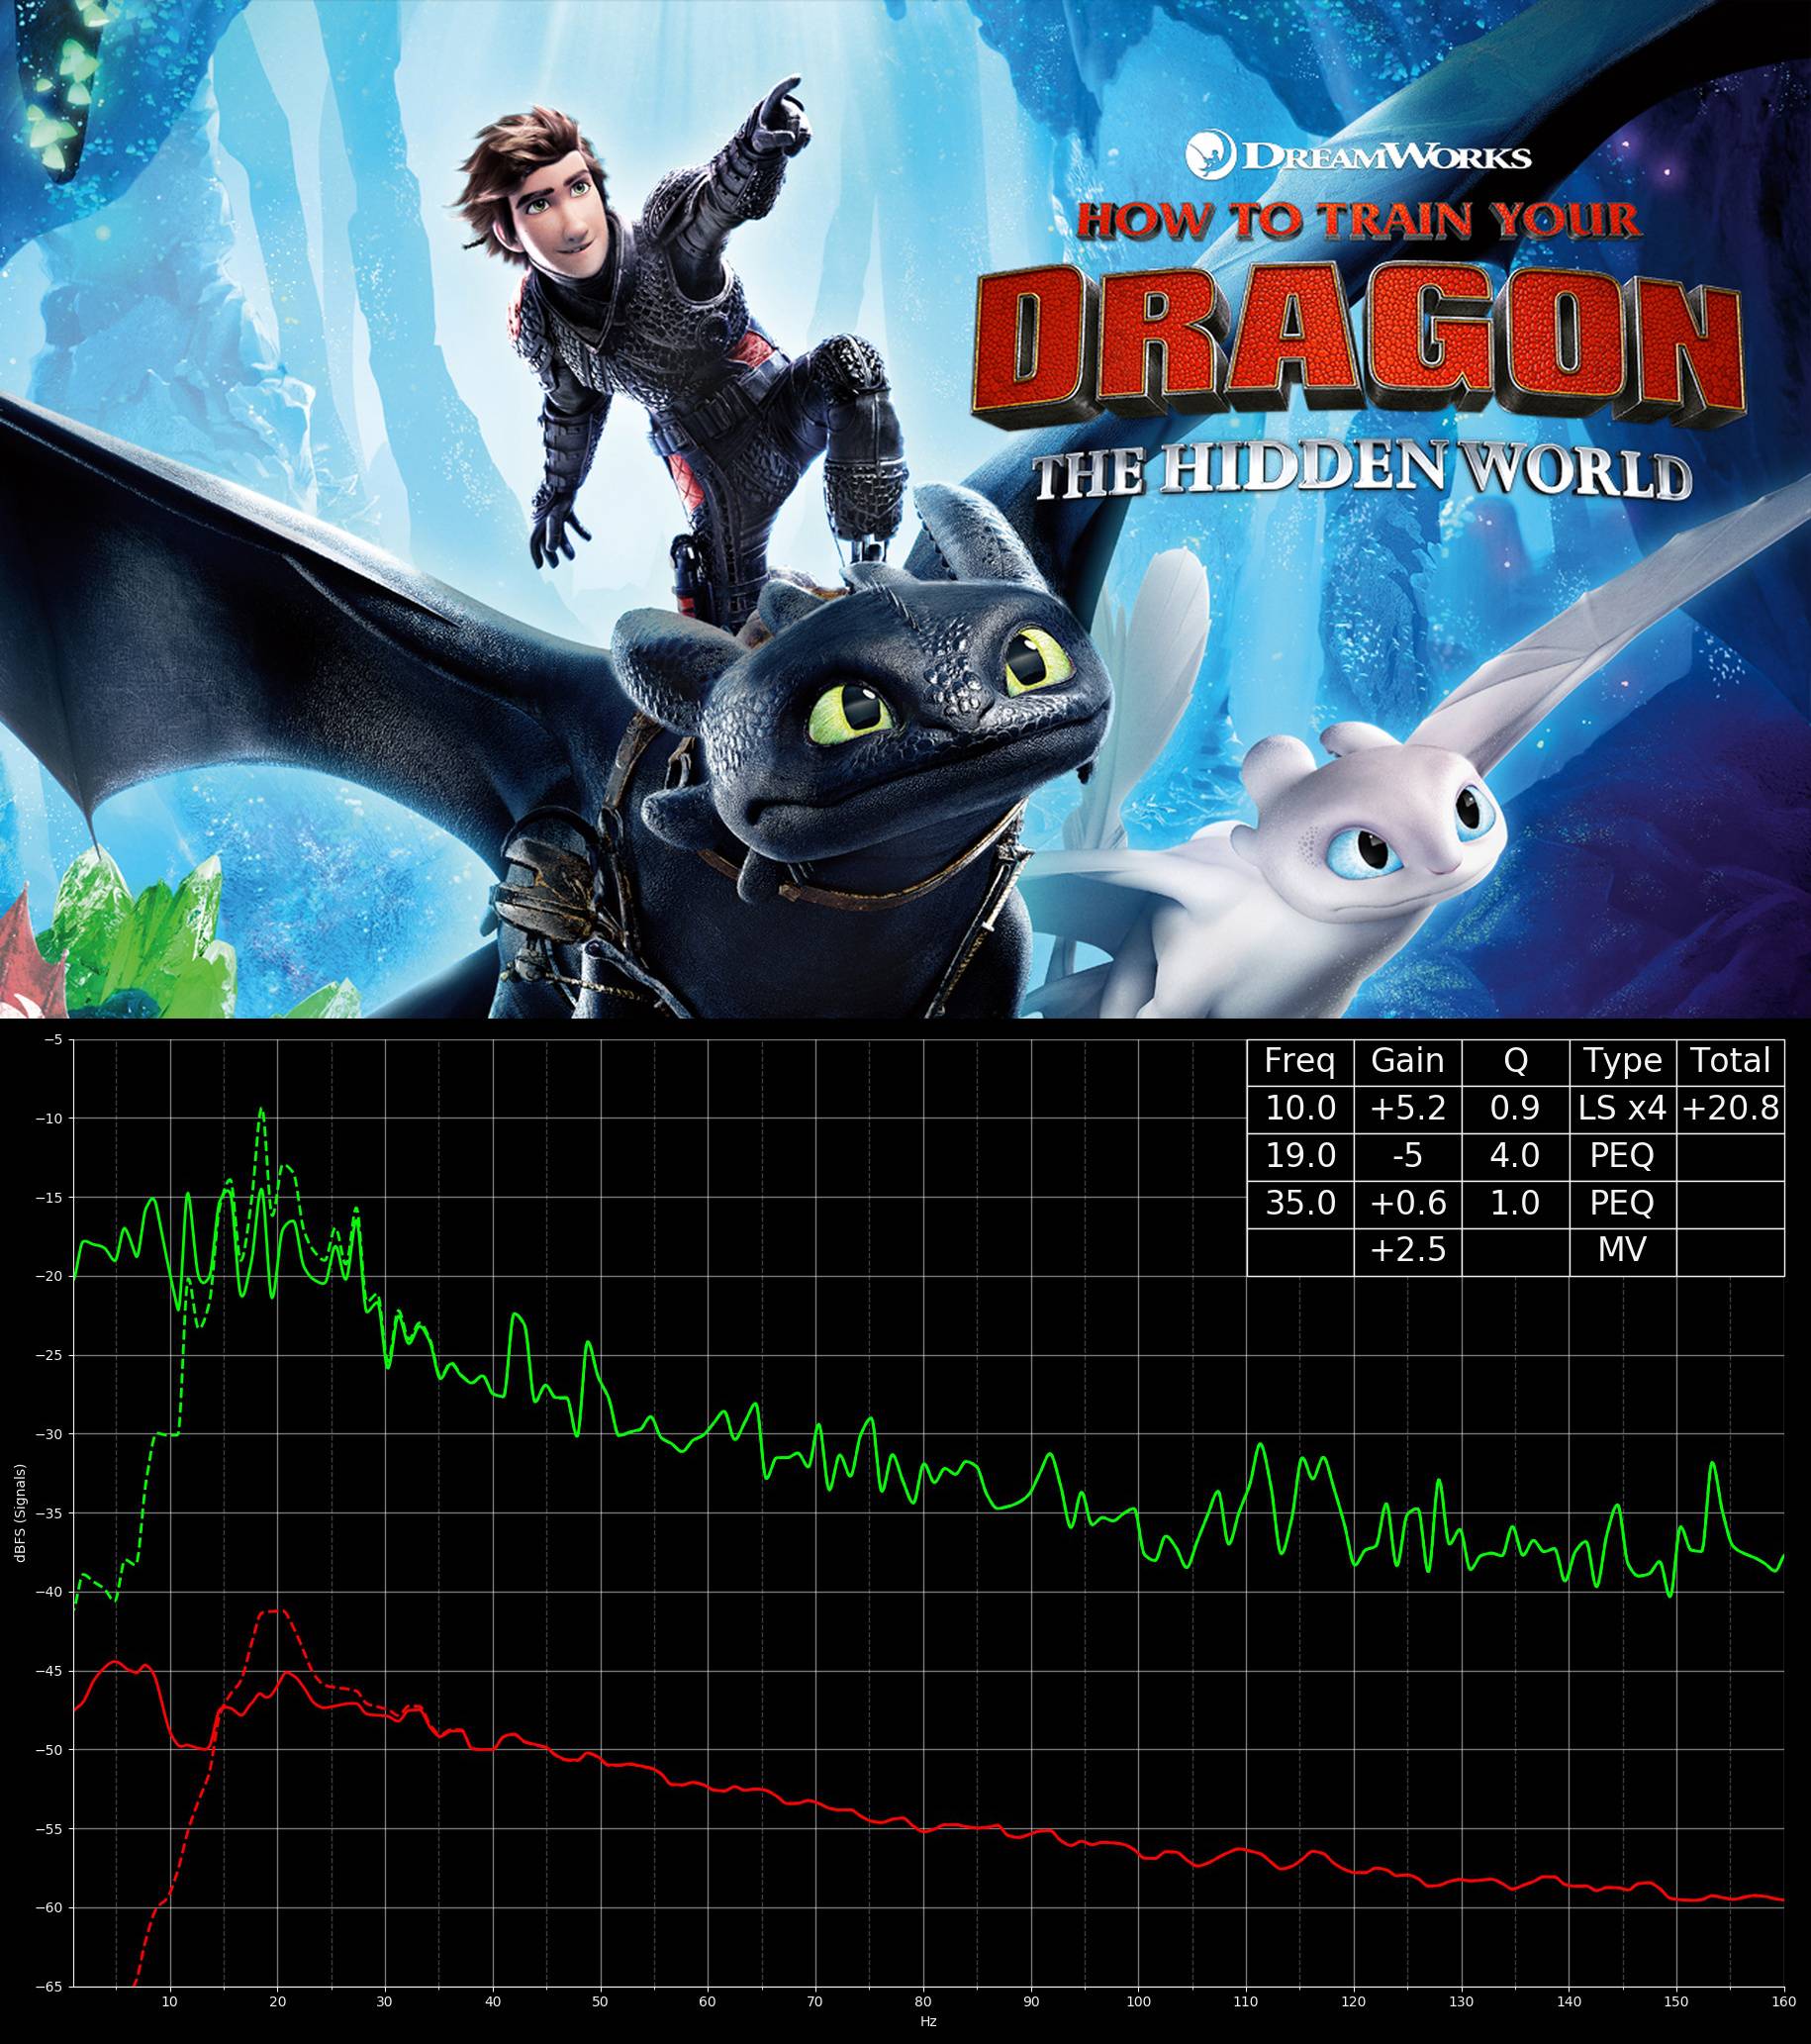 DREAMWORKS
HOW TO TRAIN YOUR
DRAGON
THE HIDDEN WORLD
Freq Gain Q Type Total
10.0 +5.2 0.9 LS x4 +20.8
19.0 -5 4.0 PEQ
35.0 +0.6 1.0 PEQ
+2.5 MV
−5
−10
−15
−20
−25
−30
−35
−40
−45
−50
−55
−60
−65
dBFS (Signals)
10 20 30 40 50 60 70 80 90 100 110 120 130 140 150 160
Hz